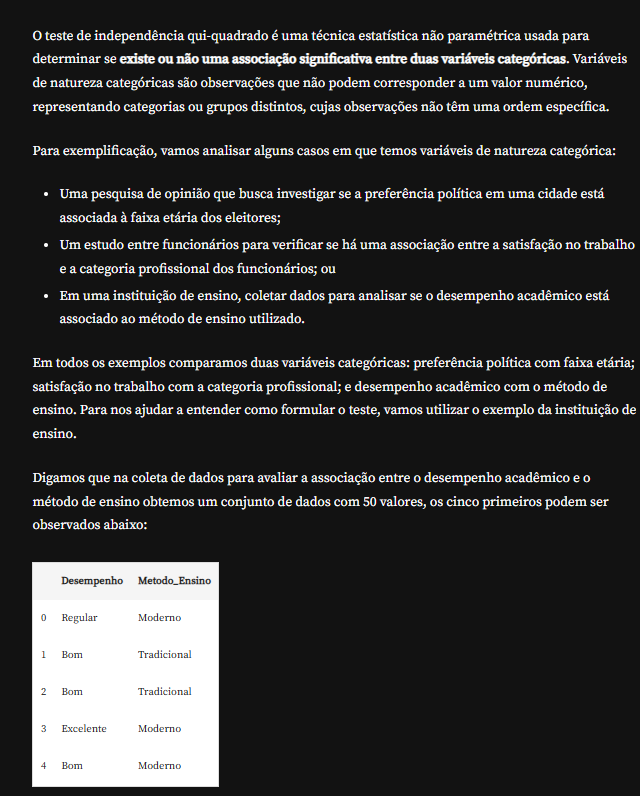 O teste de independência qui-quadrado é uma técnica estatística não paramétrica usada para
determinar se existe ou não uma associação significativa entre duas variáveis categóricas. Variáveis
de natureza categóricas são observações que não podem corresponder a um valor numérico,
representando categorias ou grupos distintos, cujas observações não têm uma ordem específica.
Para exemplificação, vamos analisar alguns casos em que temos variáveis de natureza categórica:
• Uma pesquisa de opinião que busca investigar se a preferência política em uma cidade está
associada à faixa etária dos eleitores;
• Um estudo entre funcionários para verificar se há uma associação entre a satisfação no trabalho
e a categoria profissional dos funcionários; ou
• Em uma instituição de ensino, coletar dados para analisar se o desempenho acadêmico está
associado ao método de ensino utilizado.
Em todos os exemplos comparamos duas variáveis categóricas: preferência política com faixa etária;
satisfação no trabalho com a categoria profissional; e desempenho acadêmico com o método de
ensino. Para nos ajudar a entender como formular o teste, vamos utilizar o exemplo da instituição de
ensino.
Digamos que na coleta de dados para avaliar a associação entre o desempenho acadêmico e o
método de ensino obtemos um conjunto de dados com 50 valores, os cinco primeiros podem ser
observados abaixo:
Desempenho Metodo_Ensino
0 Regular Moderno
1 Bom Tradicional
2 Bom Tradicional
3 Excelente Moderno
4 Bom Moderno